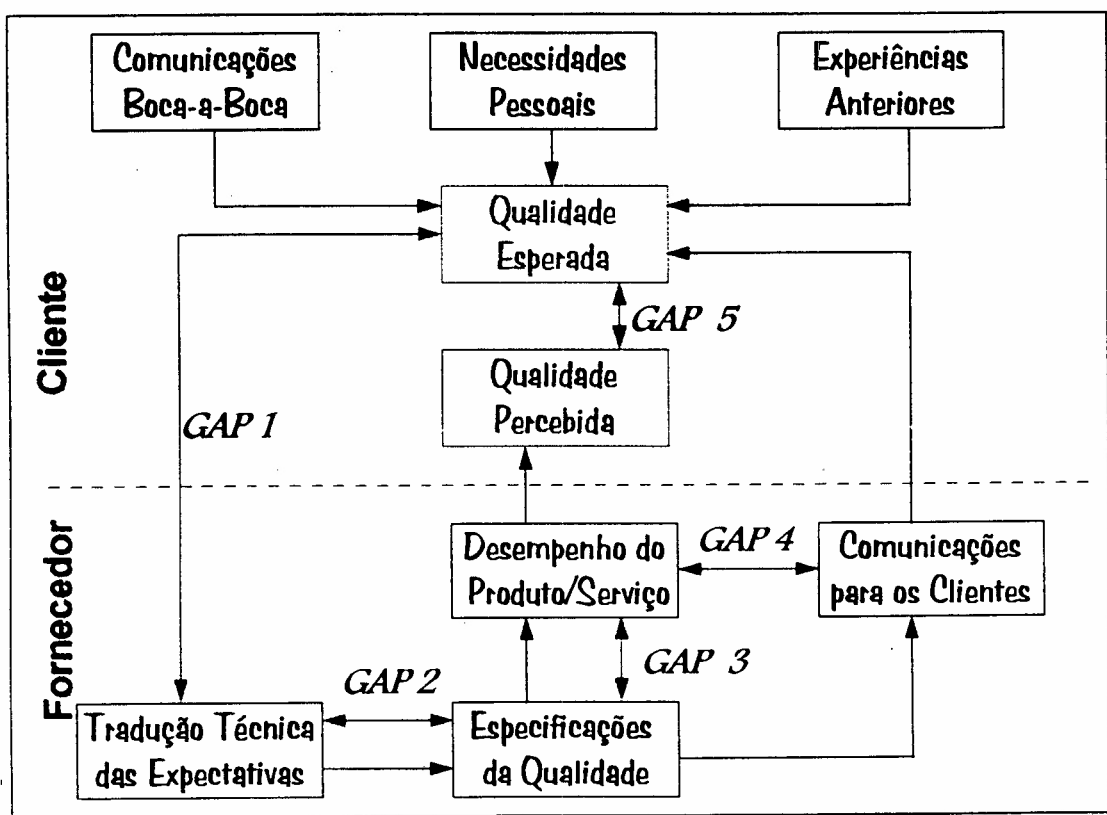 Comunicações
Boca-a-Boca
Necessidades
Pessoais
Experiências
Anteriores
Qualidade
Esperada
GAP 5
Qualidade
Percebida
GAP 1
Cliente
Desempenho do
Produto/Serviço
GAP 4
Comunicações
para os Clientes
GAP 3
GAP 2
Tradução Técnica
das Expectativas
Especificações
da Qualidade
Fornecedor